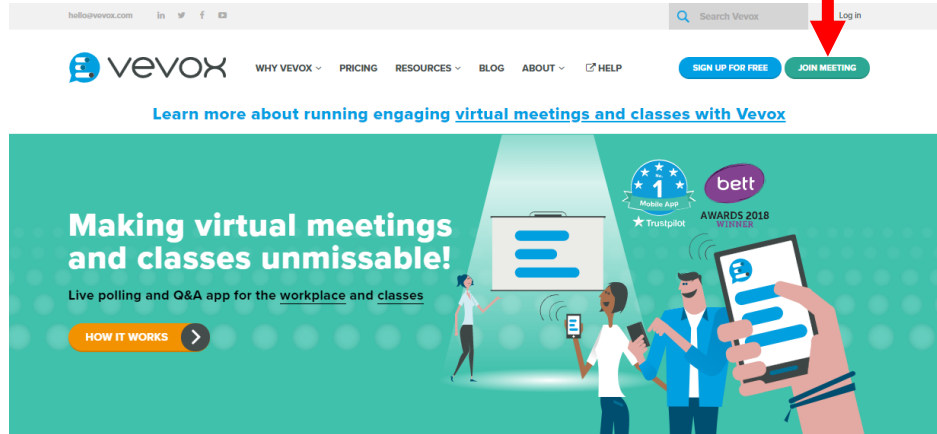 hello@vevox.com
Search Vevox
Log in
vevox
WHY VEVOX
PRICING
RESOURCES
BLOG
ABOUT
HELP
SIGN UP FOR FREE
JOIN MEETING
Learn more about running engaging virtual meetings and classes with Vevox
Making virtual meetings
and classes unmissable!
Live polling and Q&A app for the workplace and classes
HOW IT WORKS
No.
1
Mobile App
Trustpilot
bett
AWARDS 2018
WINNER